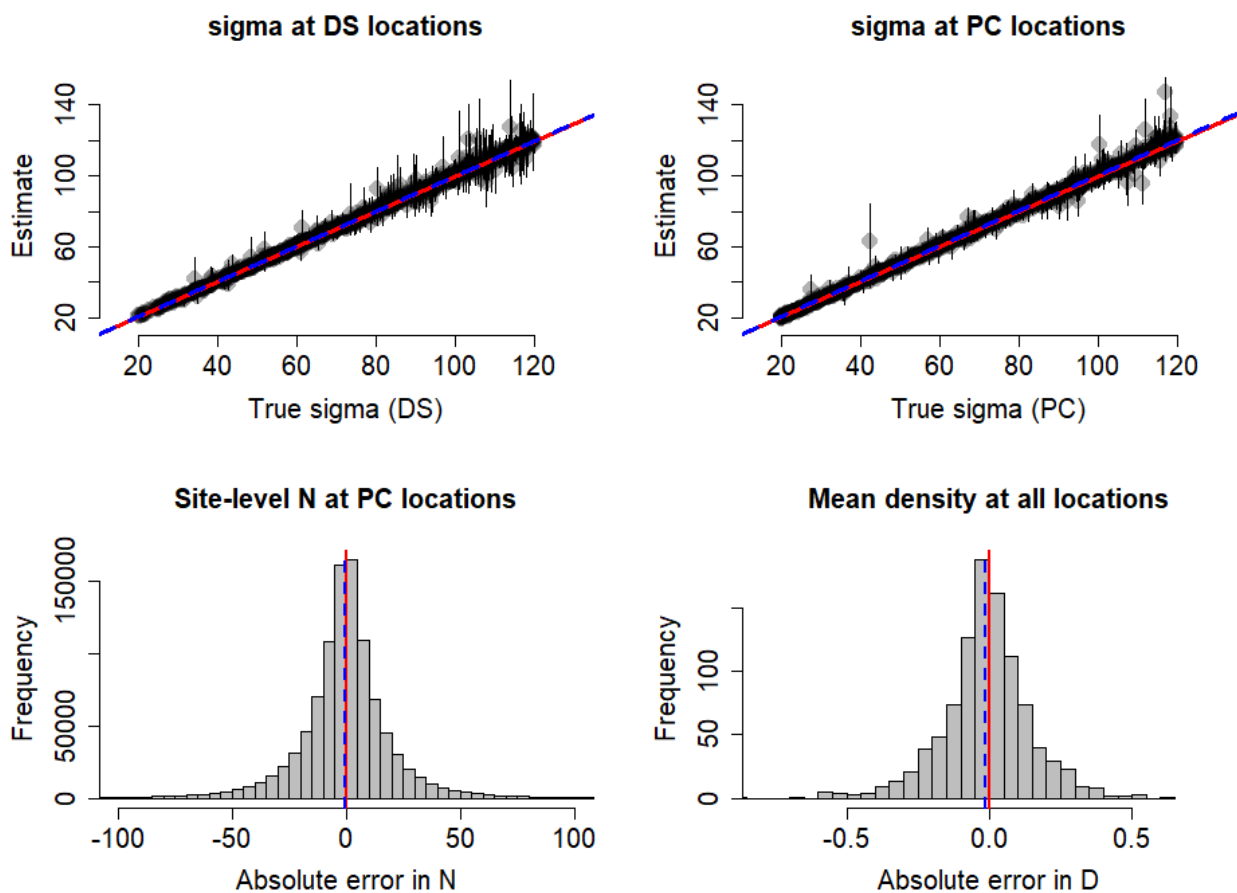 sigma at DS locations
140
100
60
20
Estimate
20 40 60 80 100 120
True sigma (DS)
sigma at PC locations
140
100
60
20
Estimate
20 40 60 80 100 120
True sigma (PC)
Site-level N at PC locations
150000
50000
0
Frequency
-100 -50 0 50 100
Absolute error in N
Mean density at all locations
100
50
0
Frequency
-0.5 0.0 0.5
Absolute error in D